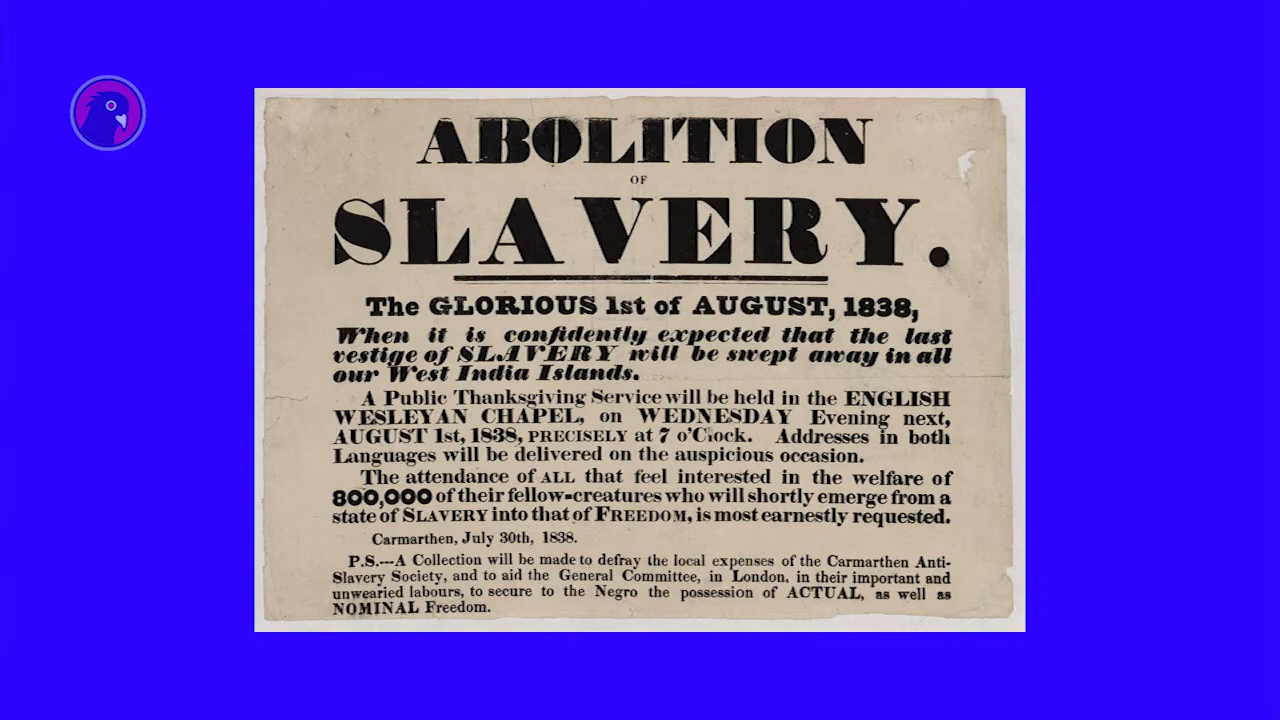 ABOLITION
OF
SLAVERY.
The GLORIOUS 1st of AUGUST, 1838,
When it is confidently expected that the last
vestige of SLAVERY will be swept away in all
our West India Islands.
A Public Thanksgiving Service will be held in the ENGLISH
WESLEYAN CHAPEL, on WEDNESDAY Evening next,
AUGUST 1st, 1838, PRECISELY at 7 o'Clock. Addresses in both
Languages will be delivered on the auspicious occasion.
The attendance of ALL that feel interested in the welfare of
800,000 of their fellow-creatures who will shortly emerge from a
state of SLAVERY into that of FREEDOM, is most earnestly requested.
Carmarthen, July 30th, 1838.
P.S.---A Collection will be made to defray the local expenses of the Carmarthen Anti-
Slavery Society, and to aid the General Committee, in London, in their important and
unwearied labours, to secure to the Negro the possession of ACTUAL, as well as
NOMINAL Freedom.